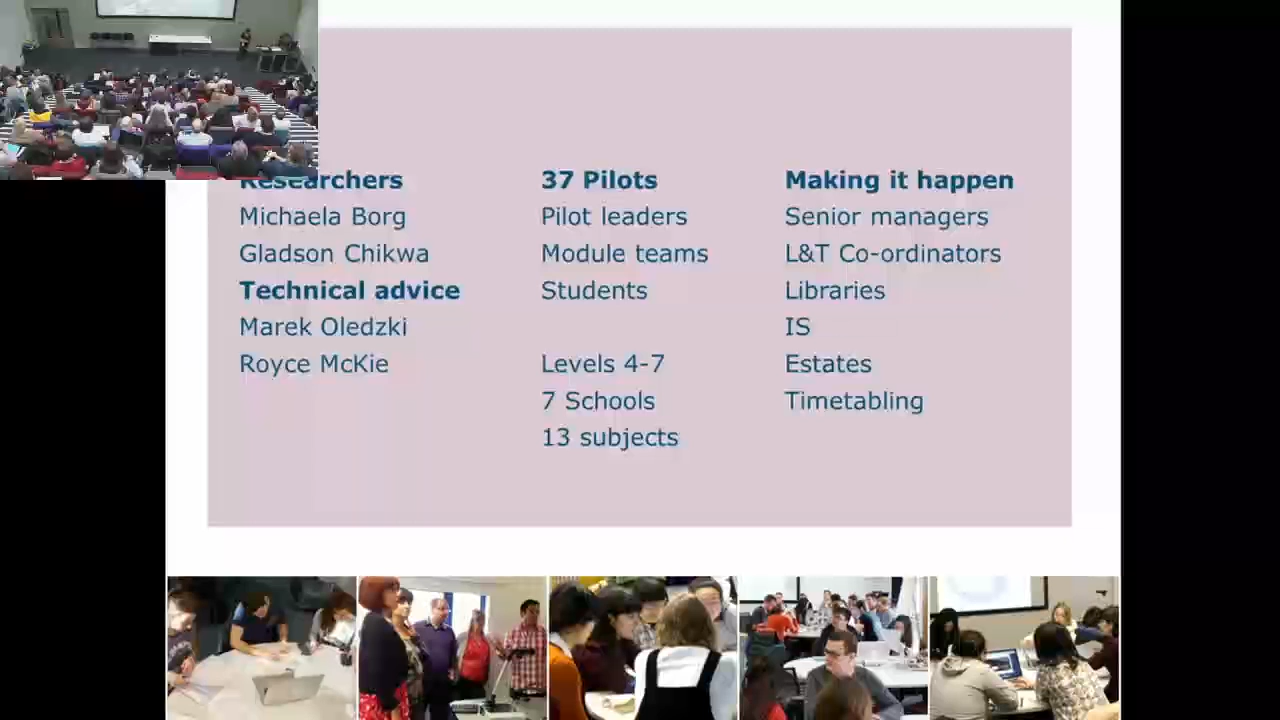 Researchers
Michaela Borg
Gladson Chikwa
Technical advice
Marek Oledzki
Royce McKie
37 Pilots
Pilot leaders
Module teams
Students
Levels 4-7
7 Schools
13 subjects
Making it happen
Senior managers
L&T Co-ordinators
Libraries
IS
Estates
Timetabling